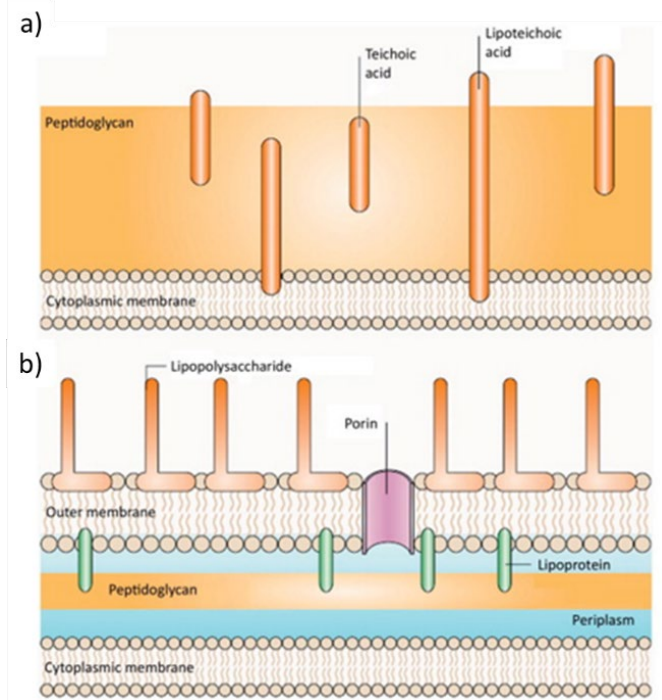 a)
Teichoic
acid
Lipoteichoic
acid
Peptidoglycan
Cytoplasmic membrane
b)
Lipopolysaccharide
Porin
Outer membrane
Lipoprotein
Peptidoglycan
Periplasm
Cytoplasmic membrane